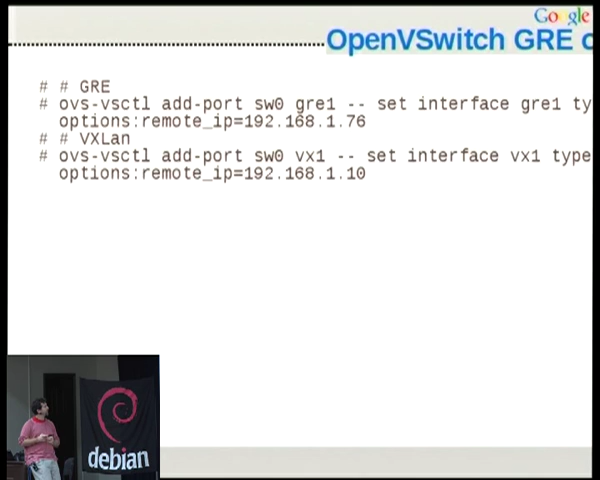 Google
OpenVSwitch GRE
# # GRE
# ovs-vsctl add-port sw0 gre1 -- set interface gre1 ty
options:remote_ip=192.168.1.76
# # VXLan
# ovs-vsctl add-port sw0 vx1 -- set interface vx1 type
options:remote_ip=192.168.1.10
debian